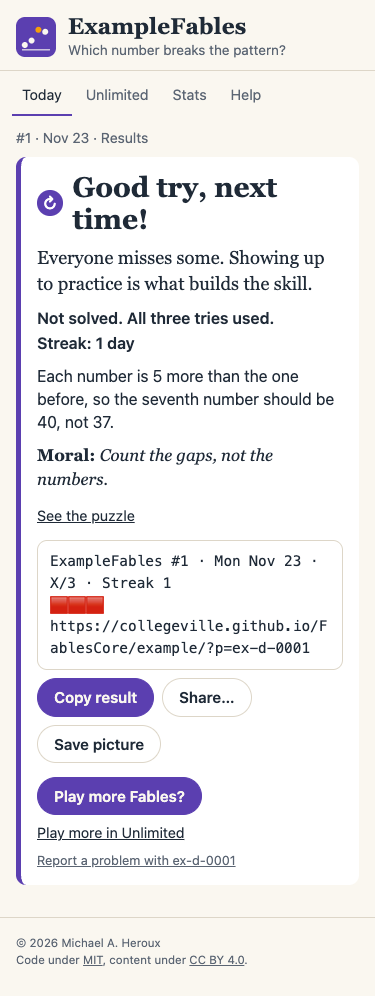 ExampleFables
Which number breaks the pattern?
Today Unlimited Stats Help
#1 · Nov 23 · Results
Good try, next
time!
Everyone misses some. Showing up
to practice is what builds the skill.
Not solved. All three tries used.
Streak: 1 day
Each number is 5 more than the one
before, so the seventh number should be
40, not 37.
Moral: Count the gaps, not the
numbers.
See the puzzle
ExampleFables #1 · Mon Nov 23 ·
X/3 · Streak 1
🟥🟥🟥
https://collegeville.github.io/F
ablesCore/example/?p=ex-d-0001
Copy result Share...
Save picture
Play more Fables?
Play more in Unlimited
Report a problem with ex-d-0001
© 2026 Michael A. Heroux
Code under MIT, content under CC BY 4.0.